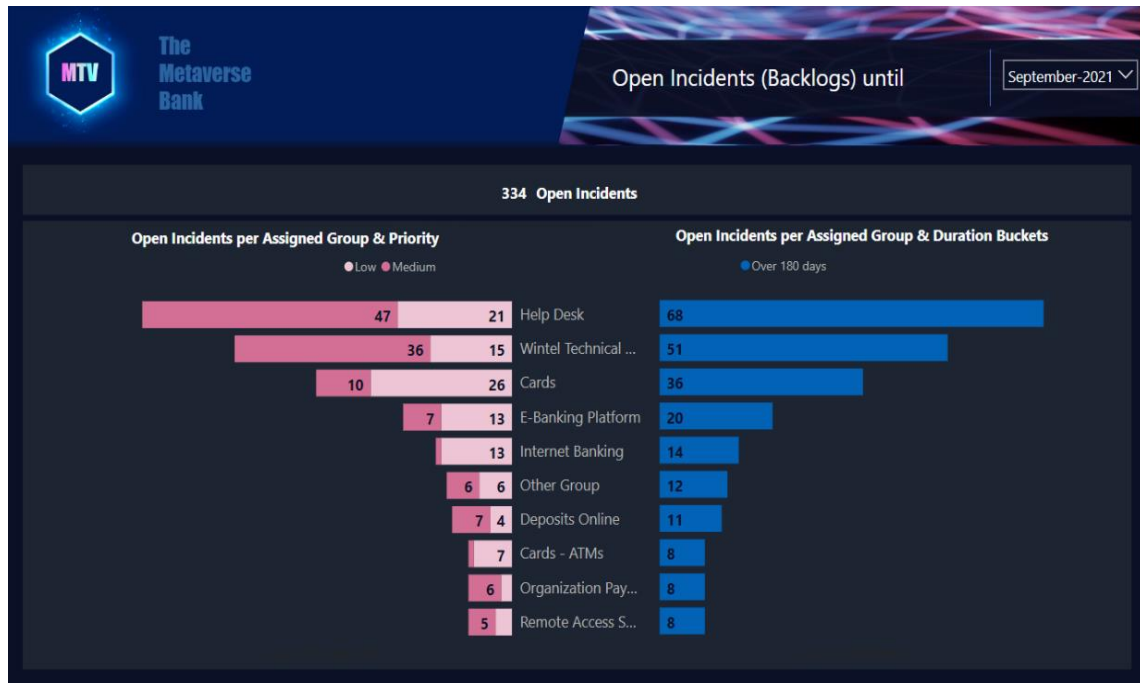 MTV
The
Metaverse
Bank
Open Incidents (Backlogs) until
September-2021
334 Open Incidents
Open Incidents per Assigned Group & Priority
Low Medium
Open Incidents per Assigned Group & Duration Buckets
Over 180 days
47 21 Help Desk 68
36 15 Wintel Technical ... 51
10 26 Cards 36
7 13 E-Banking Platform 20
13 Internet Banking 14
6 6 Other Group 12
7 4 Deposits Online 11
7 Cards - ATMs 8
6 Organization Pay... 8
5 Remote Access S... 8